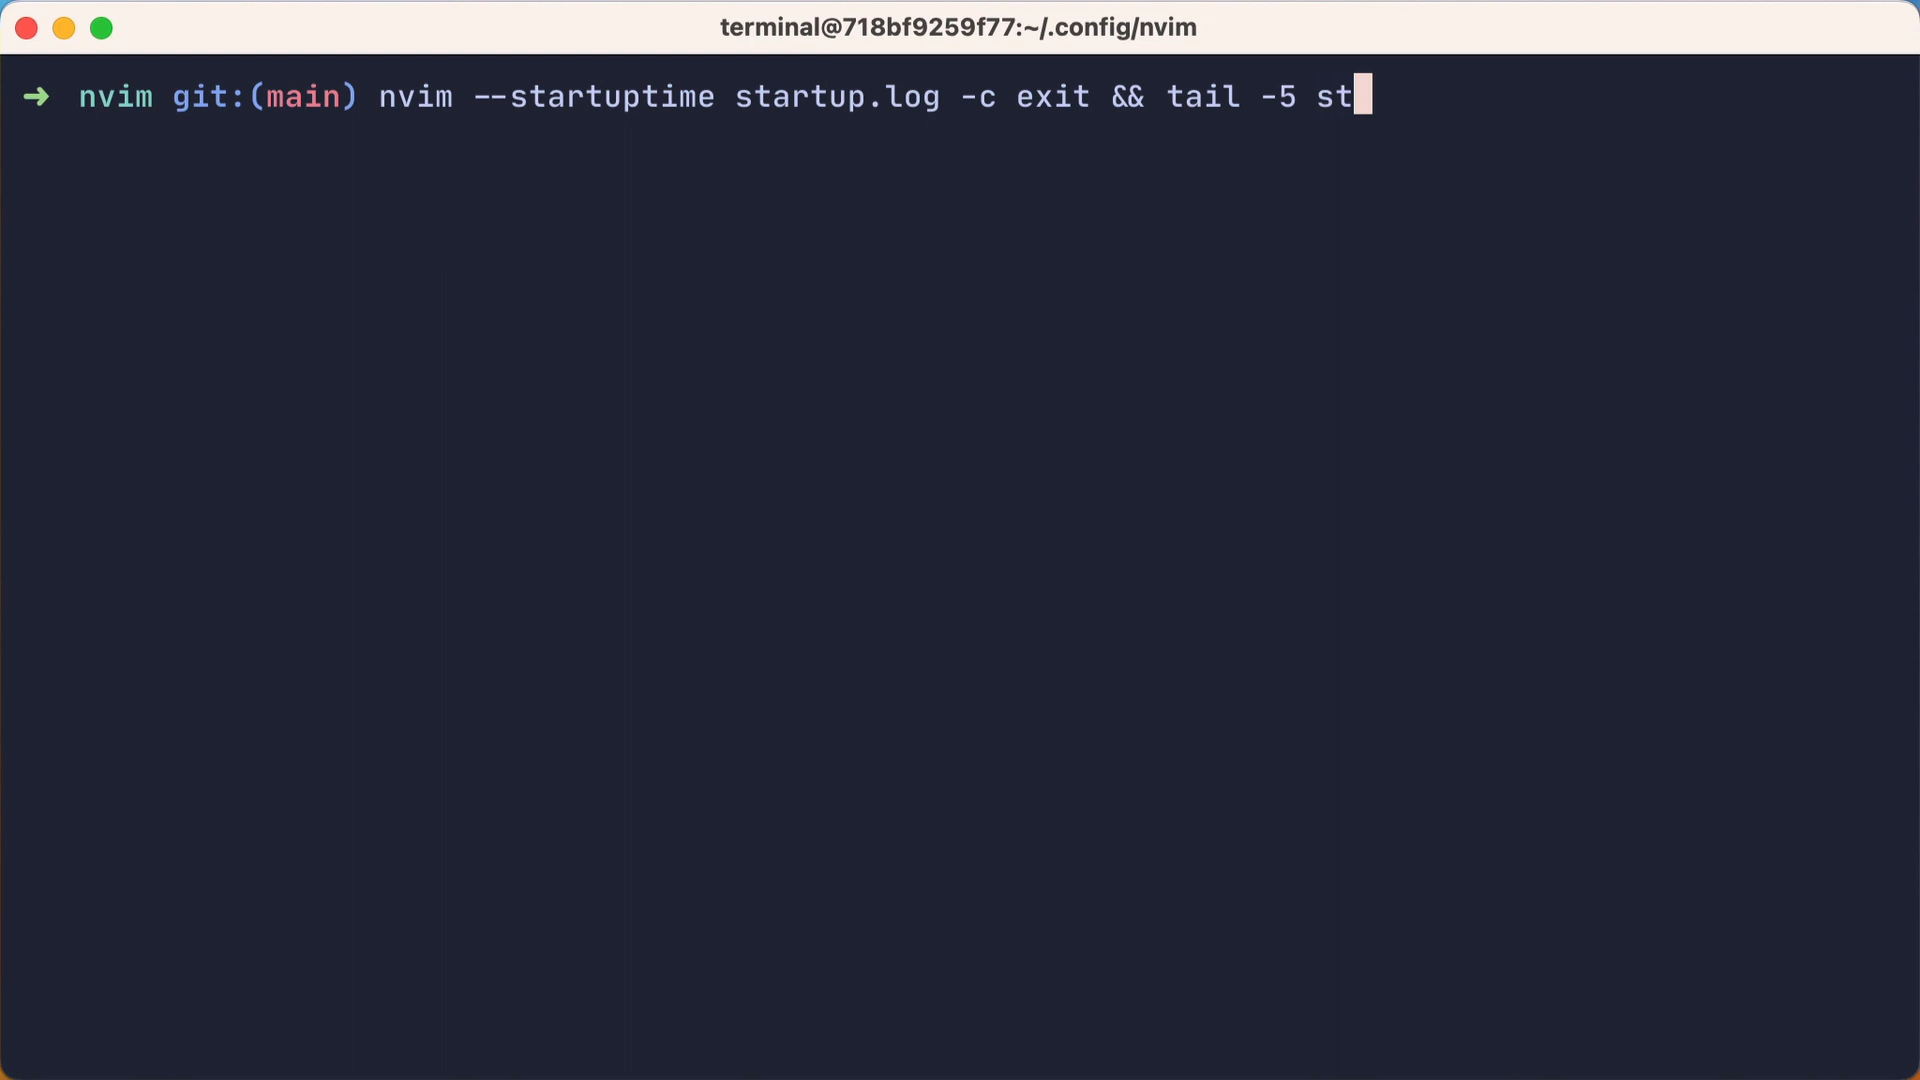 terminal@718bf9259f77:~/.config/nvim
➜ nvim git:(main) nvim --startuptime startup.log -c exit && tail -5 st